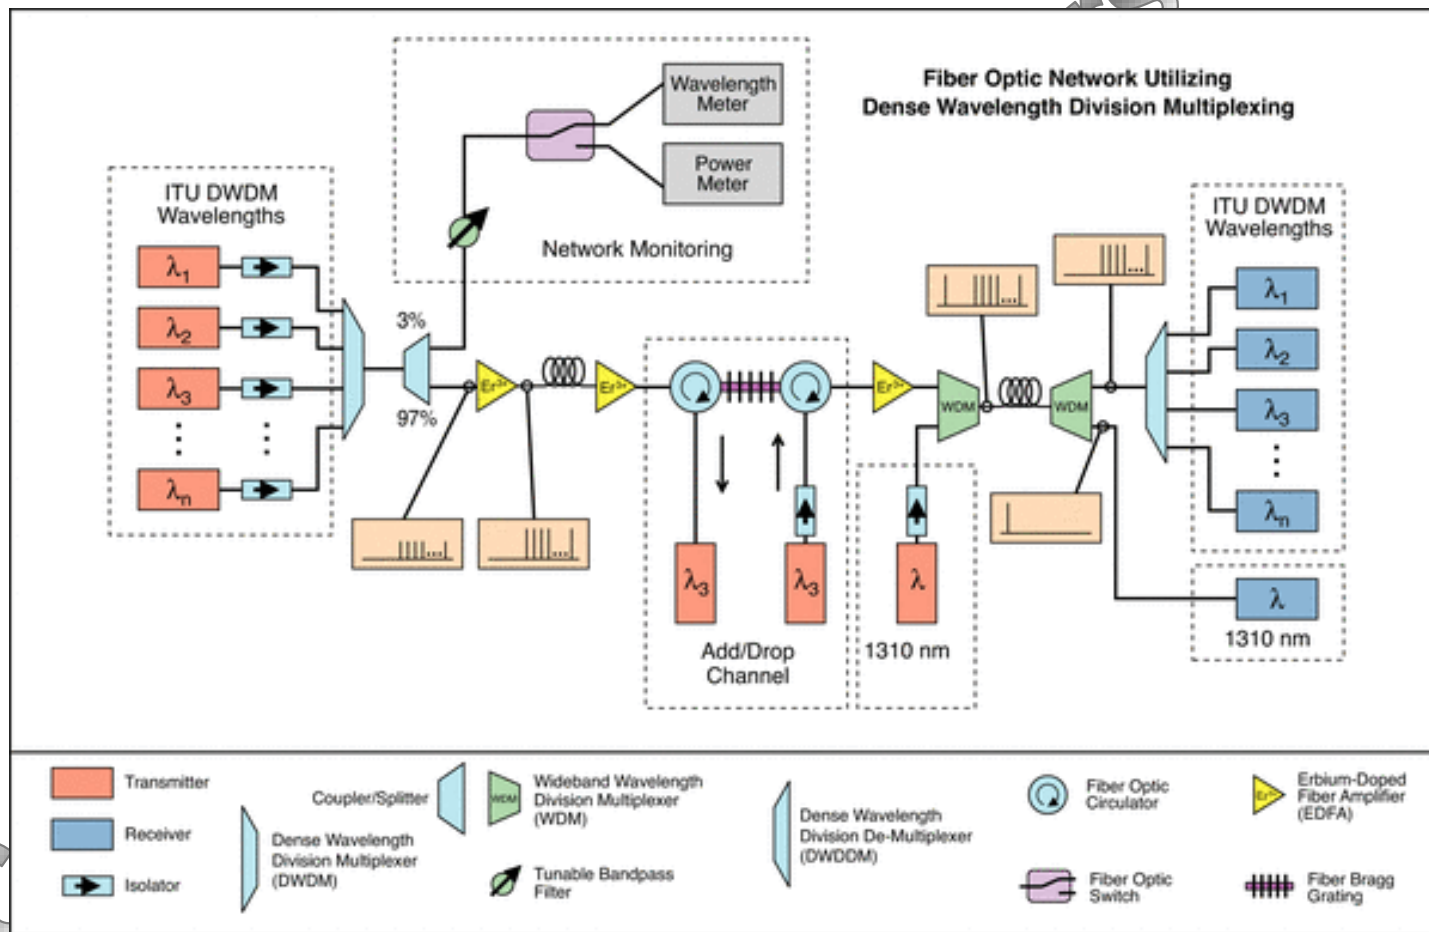 Fiber Optic Network Utilizing
Dense Wavelength Division Multiplexing
Wavelength
Meter
Power
Meter
Network Monitoring
ITU DWDM
Wavelengths
λ1
λ2
λ3
λn
3%
97%
Er3+
Er3+
λ3
λ3
Add/Drop
Channel
Er3+
WDM
λ
1310 nm
WDM
ITU DWDM
Wavelengths
λ1
λ2
λ3
λn
λ
1310 nm
Transmitter
Receiver
Isolator
Dense Wavelength
Division Multiplexer
(DWDM)
Coupler/Splitter
WDM
Wideband Wavelength
Division Multiplexer
(WDM)
Tunable Bandpass
Filter
Dense Wavelength
Division De-Multiplexer
(DWDDM)
Fiber Optic
Circulator
Fiber Optic
Switch
Er3+
Erbium-Doped
Fiber Amplifier
(EDFA)
Fiber Bragg
Grating